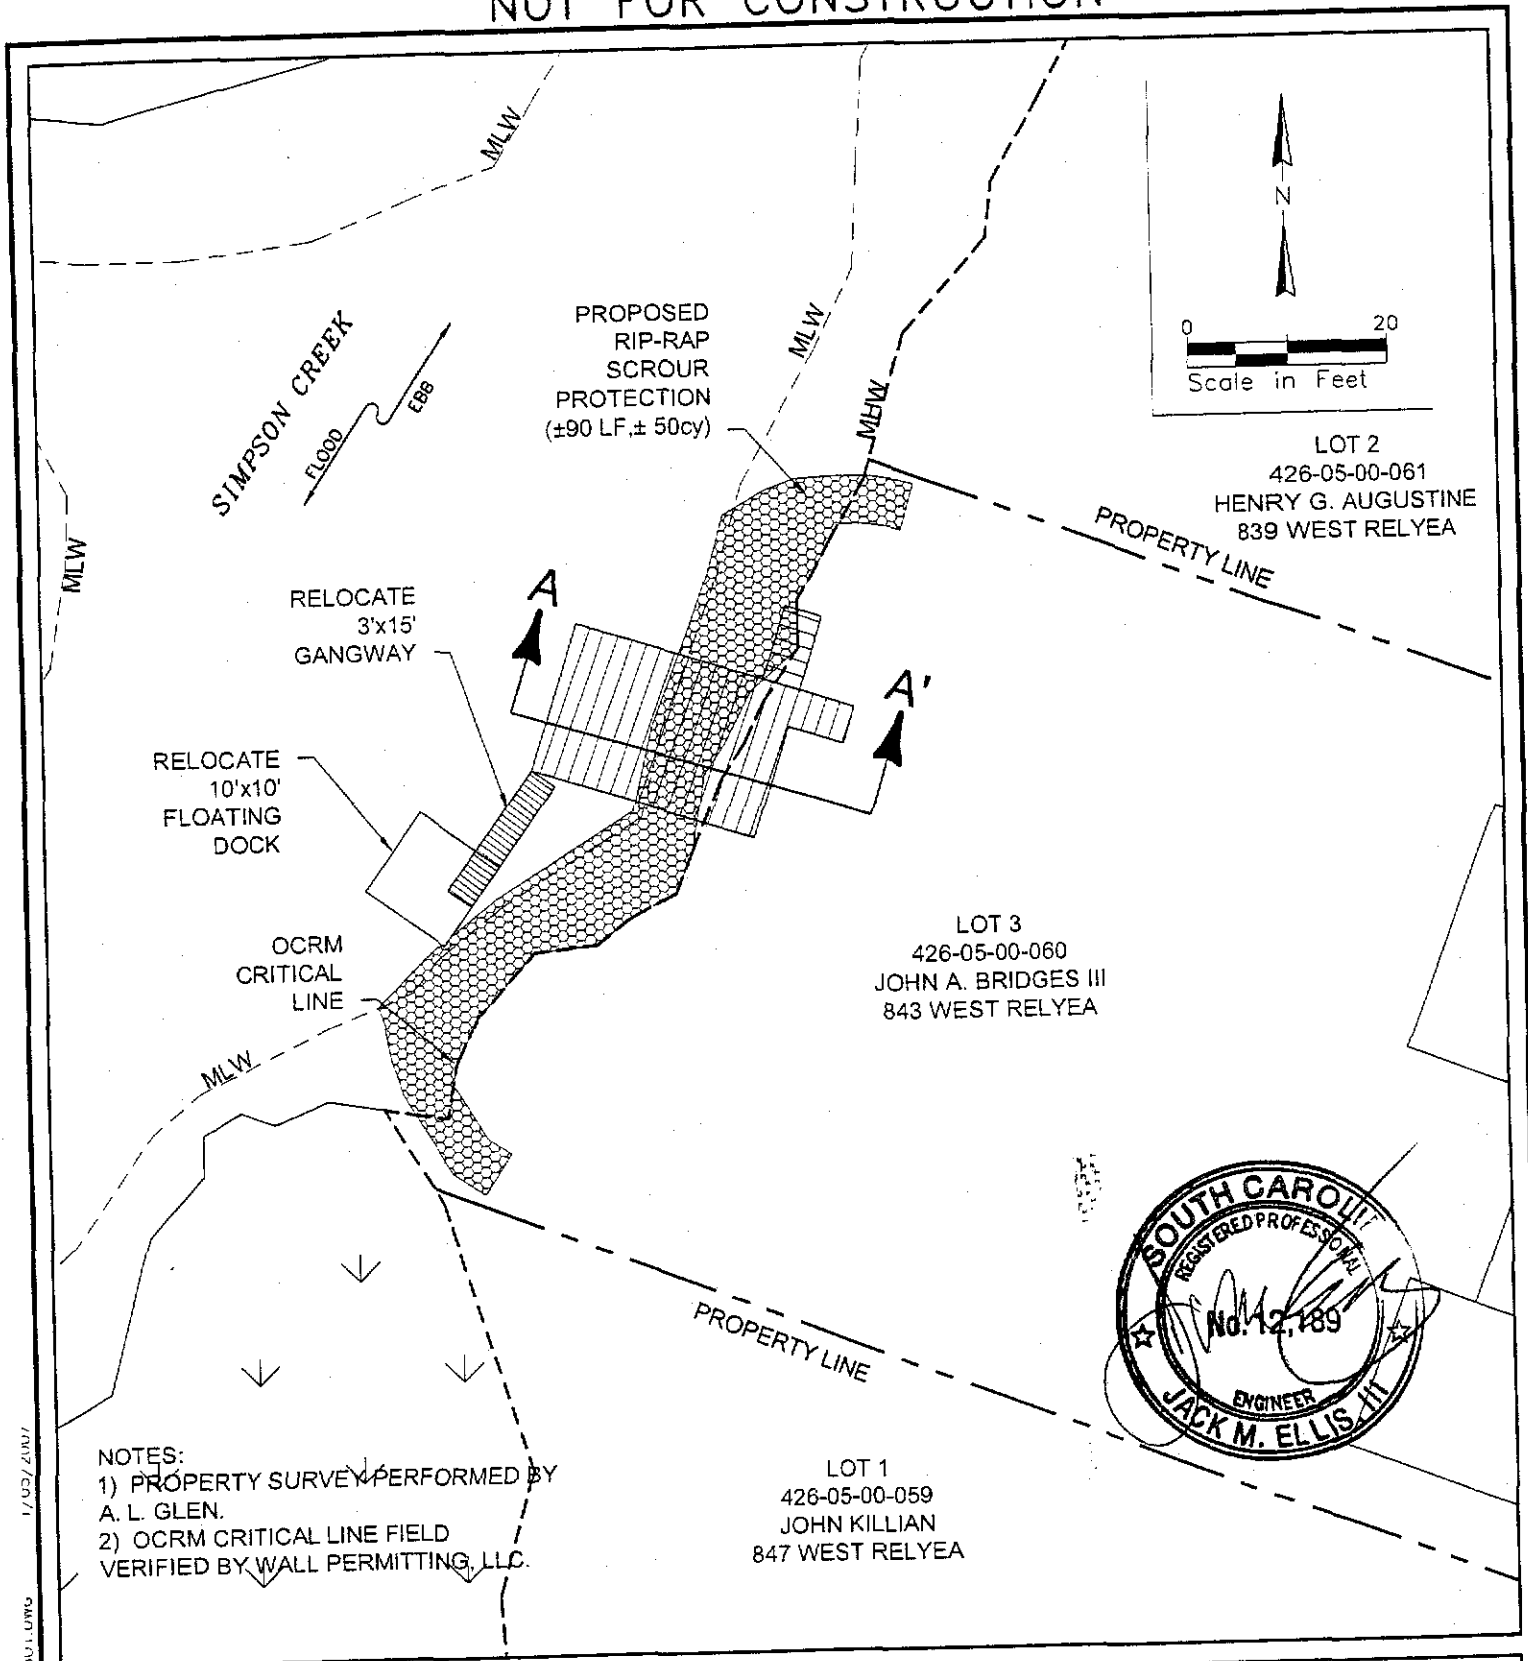 NOT FOR CONSTRUCTION
MLW
N
0 20
Scale in Feet
SIMPSON CREEK
FLOOD
EBB
PROPOSED
RIP-RAP
SCROUR
PROTECTION
(±90 LF,± 50cy)
MLW
MHW
LOT 2
426-05-00-061
HENRY G. AUGUSTINE
839 WEST RELYEA
PROPERTY LINE
MLW
RELOCATE
3'x15'
GANGWAY
A
A'
RELOCATE
10'x10'
FLOATING
DOCK
OCRM
CRITICAL
LINE
LOT 3
426-05-00-060
JOHN A. BRIDGES III
843 WEST RELYEA
MLW
PROPERTY LINE
SOUTH CAROLI
REGISTERED PROFESSIONAL
No. 12,189
ENGINEER
JACK M. ELLIS, III
NOTES:
1) PROPERTY SURVEY PERFORMED BY
A. L. GLEN.
2) OCRM CRITICAL LINE FIELD
VERIFIED BY WALL PERMITTING, LLC.
LOT 1
426-05-00-059
JOHN KILLIAN
847 WEST RELYEA